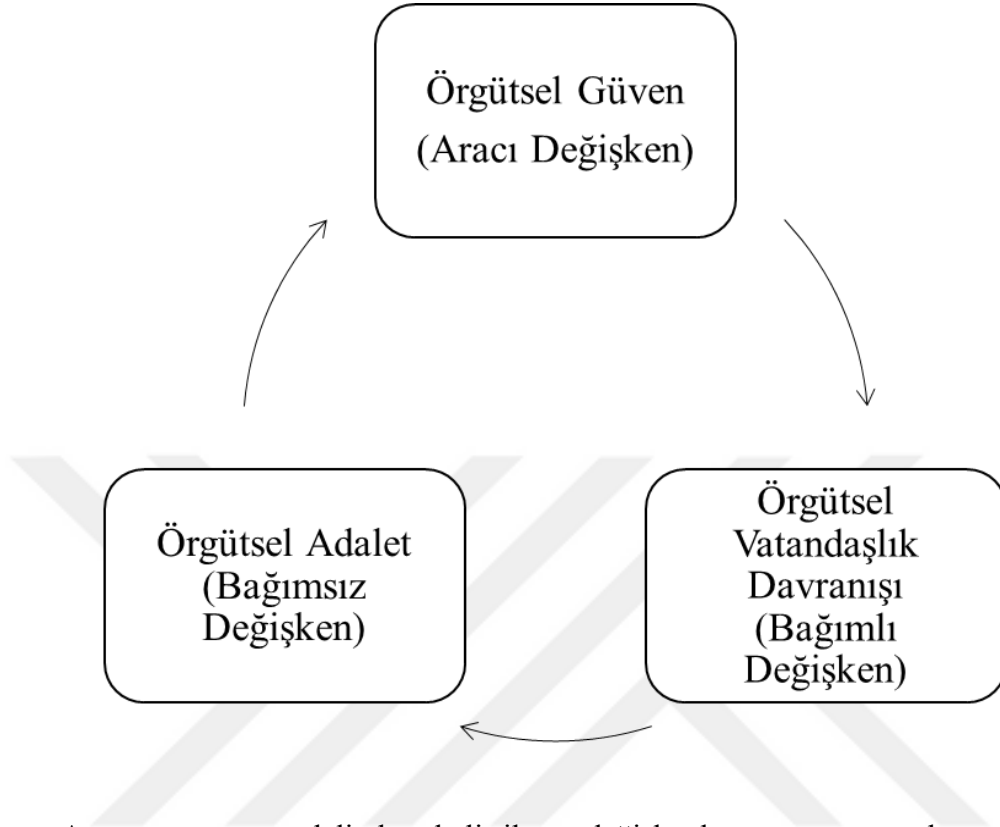 Örgütsel Güven
(Aracı Değişken)
Örgütsel Adalet
(Bağımsız
Değişken)
Örgütsel
Vatandaşlık
Davranışı
(Bağımlı
Değişken)